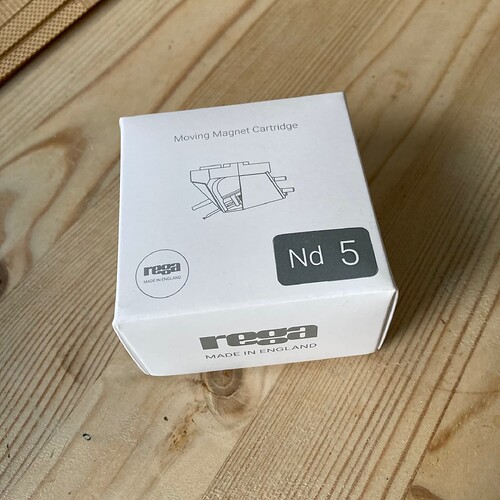 Moving Magnet Cartridge
rega
MADE IN ENGLAND
Nd 5
rega
MADE IN ENGLAND